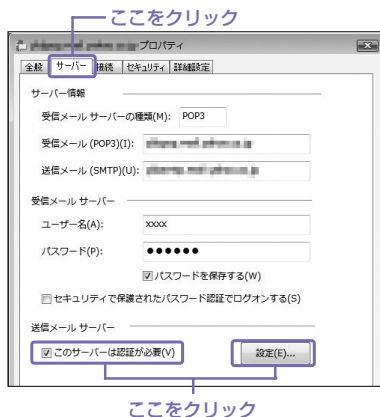 ここをクリック
プロパティ
全般 サーバー 接続 セキュリティ 詳細設定
サーバー情報
受信メール サーバーの種類(M): POP3
受信メール (POP3)(I):
送信メール (SMTP)(U):
受信メール サーバー
ユーザー名(A): xxxx
パスワード(P): ●●●●●●
パスワードを保存する(W)
セキュリティで保護されたパスワード認証でログオンする(S)
送信メール サーバー
このサーバーは認証が必要(V) 設定(E)...
ここをクリック